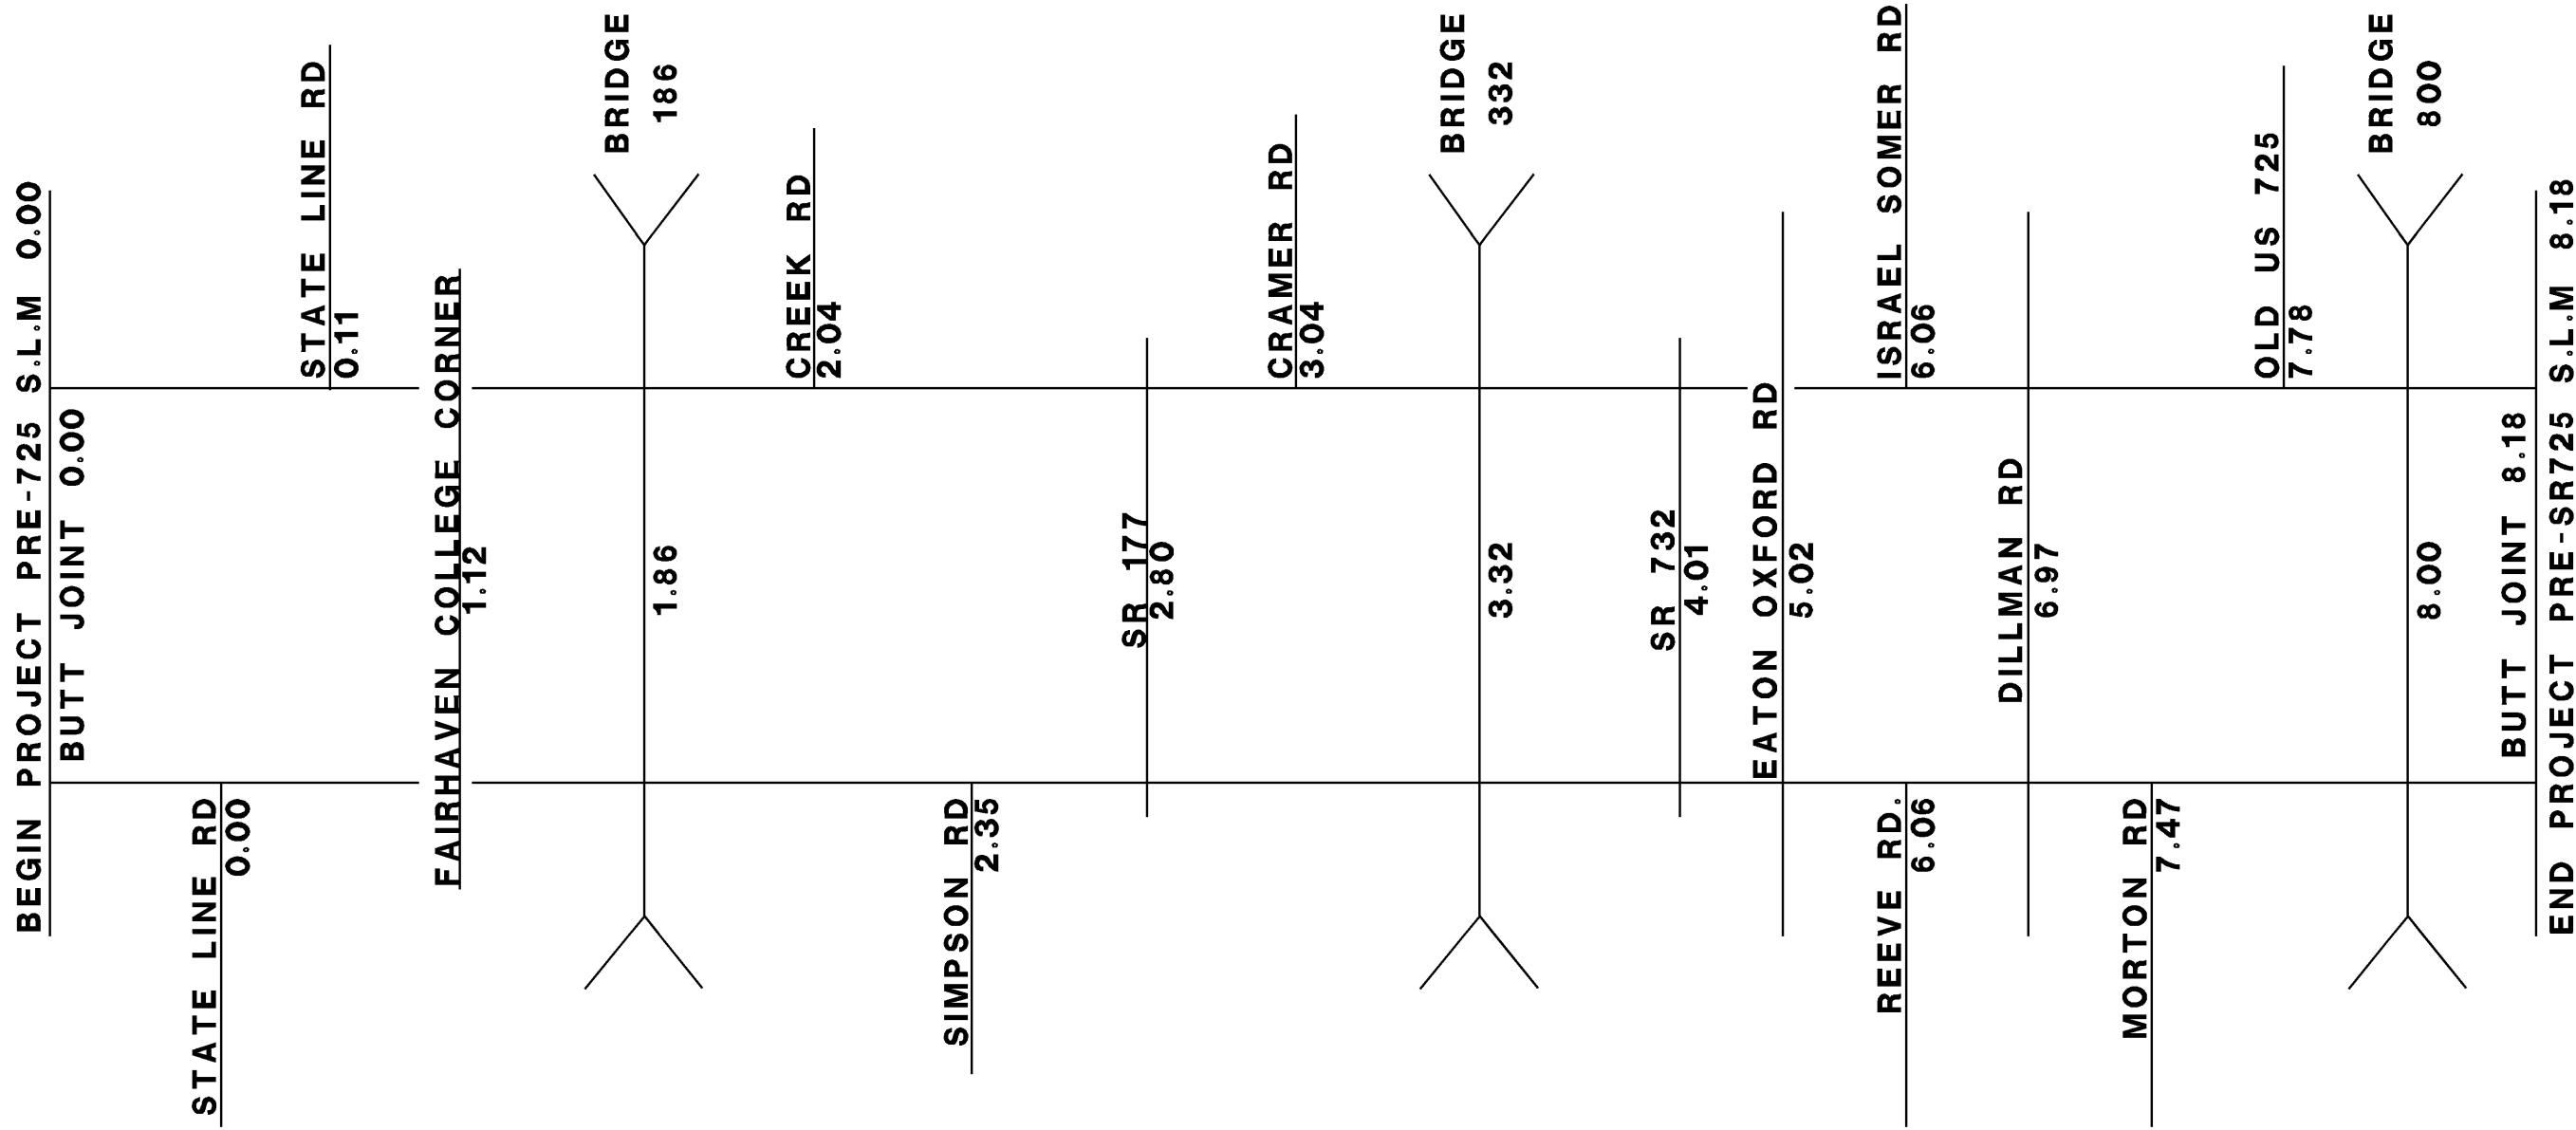 BEGIN PROJECT PRE-725 S.L.M 0.00
BUTT JOINT 0.00
STATE LINE RD
0.00
STATE LINE RD
0.11
FAIRHAVEN COLLEGE CORNER
1.12
BRIDGE
186
1.86
CREEK RD
2.04
SIMPSON RD
2.35
SR 177
2.80
CRAMER RD
3.04
BRIDGE
332
3.32
SR 732
4.01
EATON OXFORD RD
5.02
ISRAEL SOMER RD
6.06
REEVE RD.
6.06
DILLMAN RD
6.97
MORTON RD
7.47
OLD US 725
7.78
BRIDGE
800
8.00
BUTT JOINT 8.18
END PROJECT PRE-SR725 S.L.M 8.18